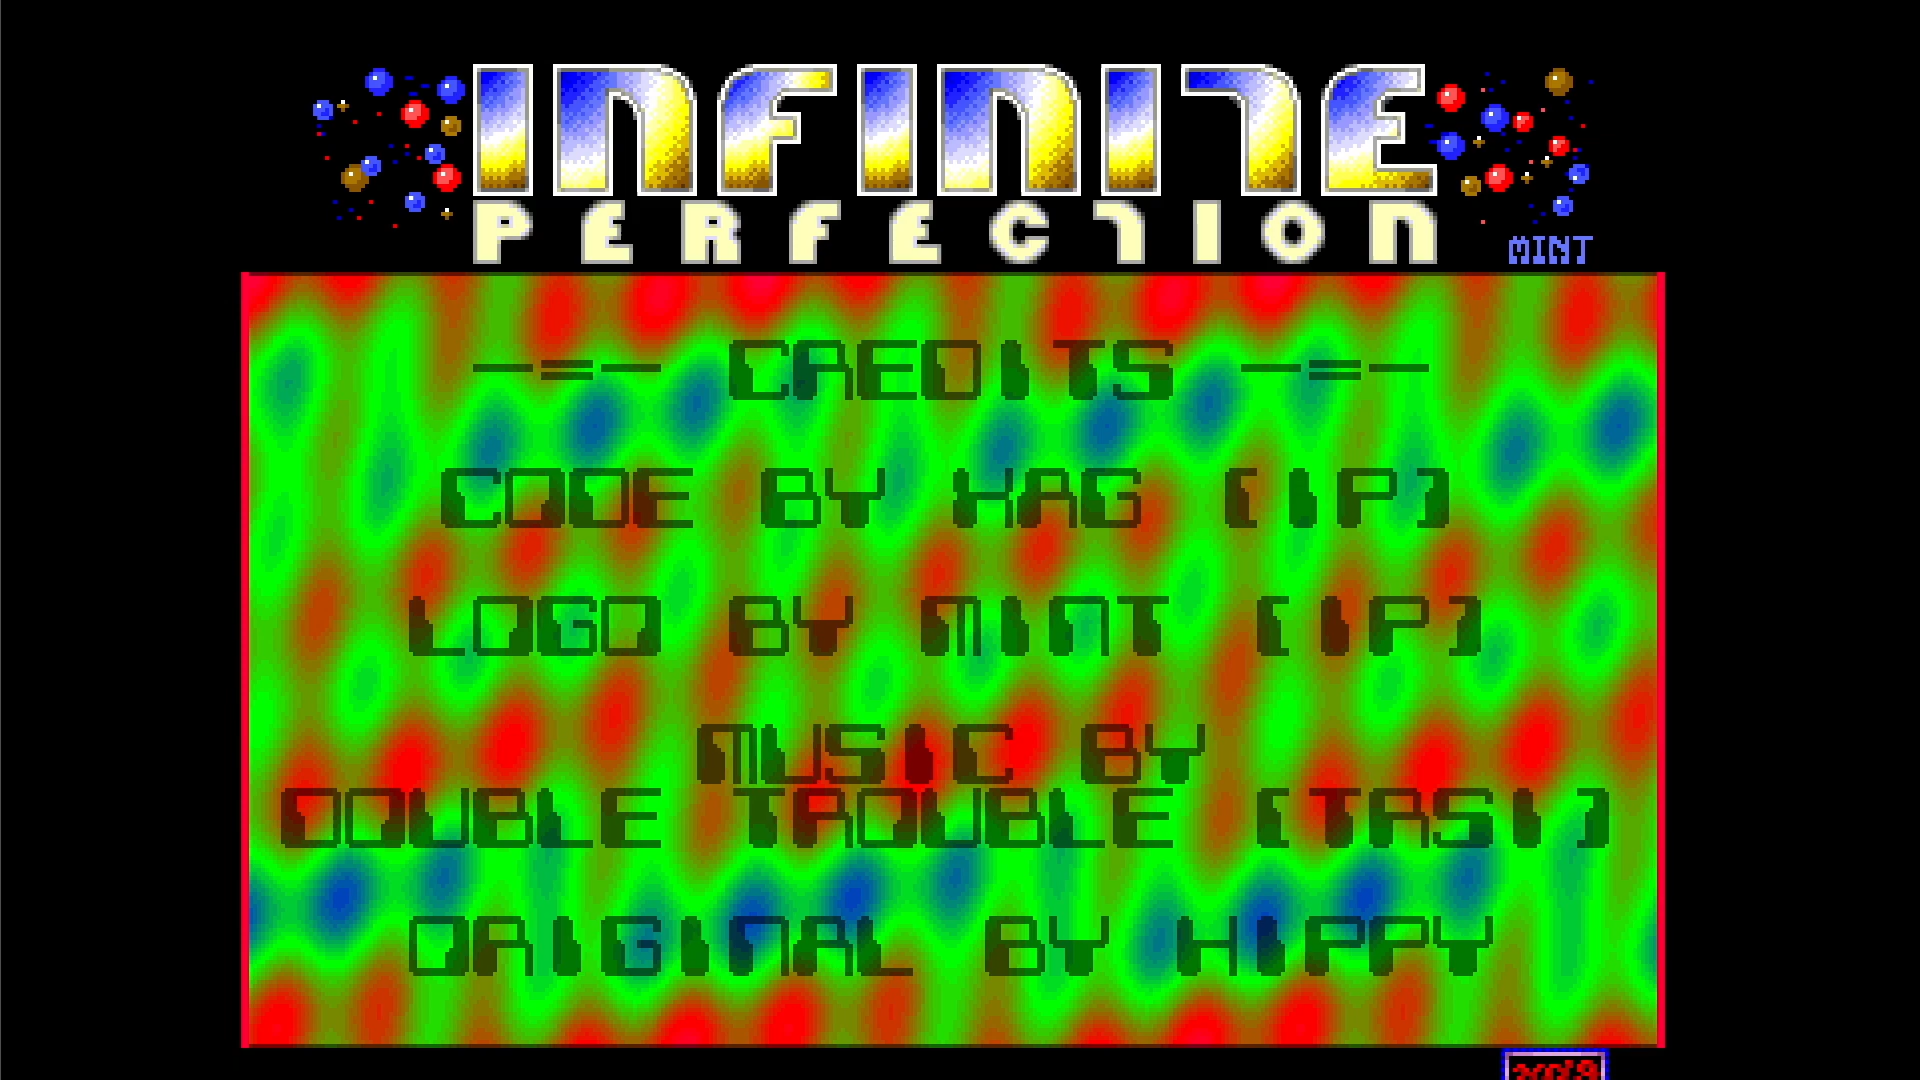 INFINITE
PERFECTION
MINT
-=- CREDITS -=-
CODE BY XAG (IP)
LOGO BY MINT (IP)
MUSIC BY
DOUBLE TROUBLE (TRSI)
ORIGINAL BY HIPPY